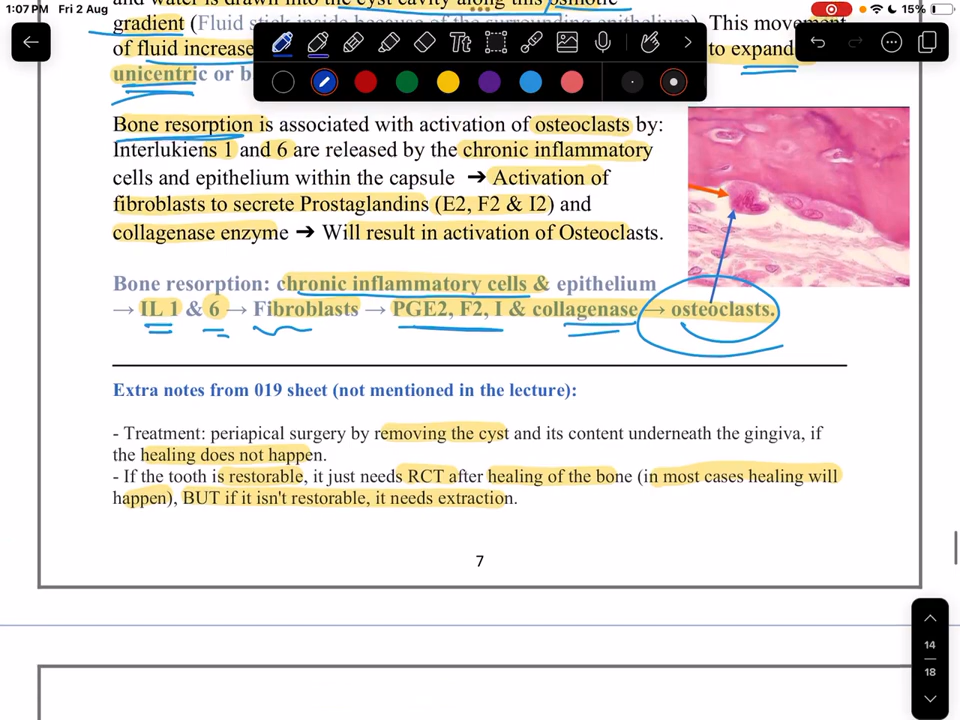 1:07 PM Fri 2 Aug
15%
and water is drawn into the cyst cavity along this osmotic
gradient (Fluid stick inside because of the surrounding epithelium). This movement
of fluid increase
to expand
unicentric or b
Bone resorption is associated with activation of osteoclasts by:
Interlukiens 1 and 6 are released by the chronic inflammatory
cells and epithelium within the capsule ➔ Activation of
fibroblasts to secrete Prostaglandins (E2, F2 & I2) and
collagenase enzyme ➔ Will result in activation of Osteoclasts.
Bone resorption: chronic inflammatory cells & epithelium
→ IL 1 & 6 → Fibroblasts → PGE2, F2, I & collagenase → osteoclasts.
Extra notes from 019 sheet (not mentioned in the lecture):
- Treatment: periapical surgery by removing the cyst and its content underneath the gingiva, if
the healing does not happen.
- If the tooth is restorable, it just needs RCT after healing of the bone (in most cases healing will
happen), BUT if it isn't restorable, it needs extraction.
7
14
18